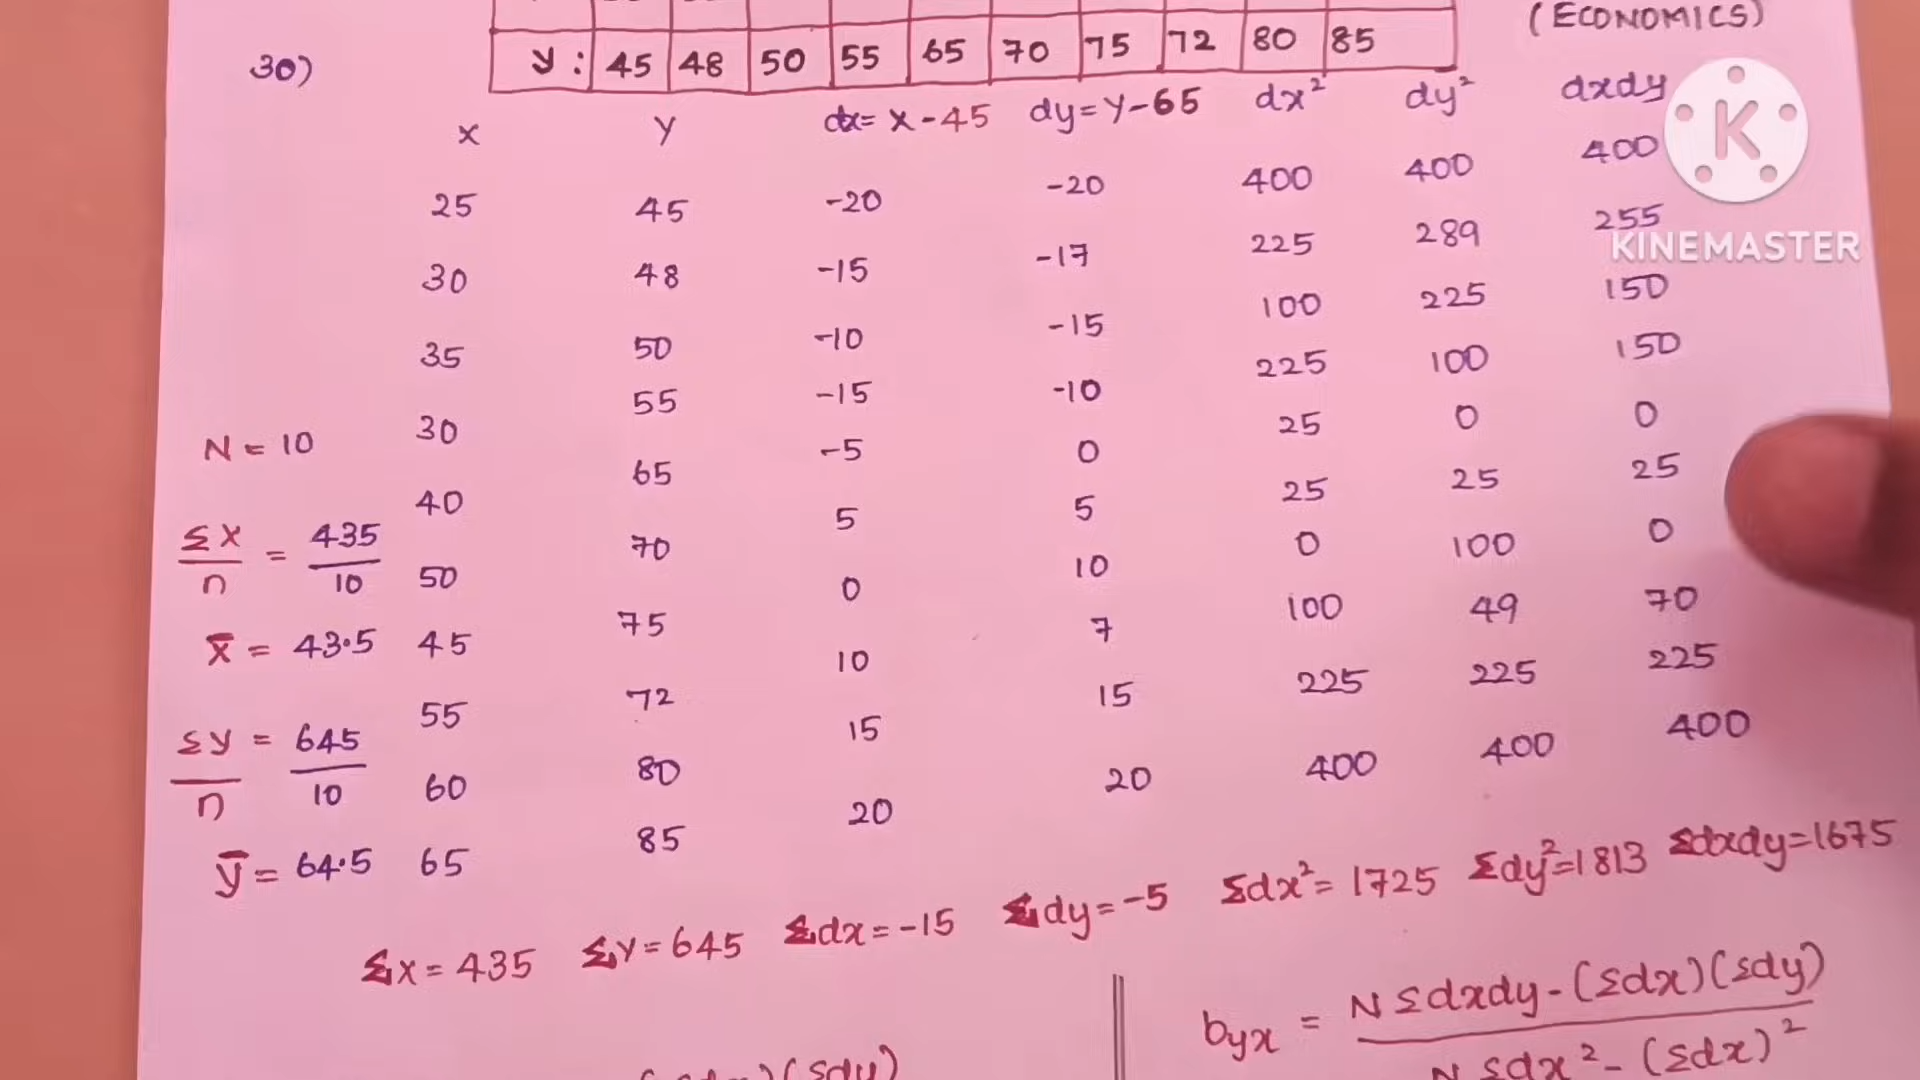 (ECONOMICS)
30)
y : 45 48 50 55 65 70 75 72 80 85
x y dx = x - 45 dy = y - 65 dx² dy² dxdy
25 45 -20 -20 400 400 400
30 48 -15 -17 225 289 255
35 50 -10 -15 100 225 150
30 55 -15 -10 225 100 150
40 65 -5 0 25 0 0
50 70 5 5 25 25 25
45 75 0 10 0 100 0
55 72 10 7 100 49 70
60 80 15 15 225 225 225
65 85 20 20 400 400 400
N = 10
Σx/n = 435/10
x̄ = 43.5
Σy/n = 645/10
ȳ = 64.5
Σx = 435 Σy = 645 Σdx = -15 Σdy = -5 Σdx² = 1725 Σdy² = 1813 Σdxdy = 1675
byx = NΣdxdy - (Σdx)(Σdy)
NΣdx² - (Σdx)²
)(Σdy)
K
KINEMASTER